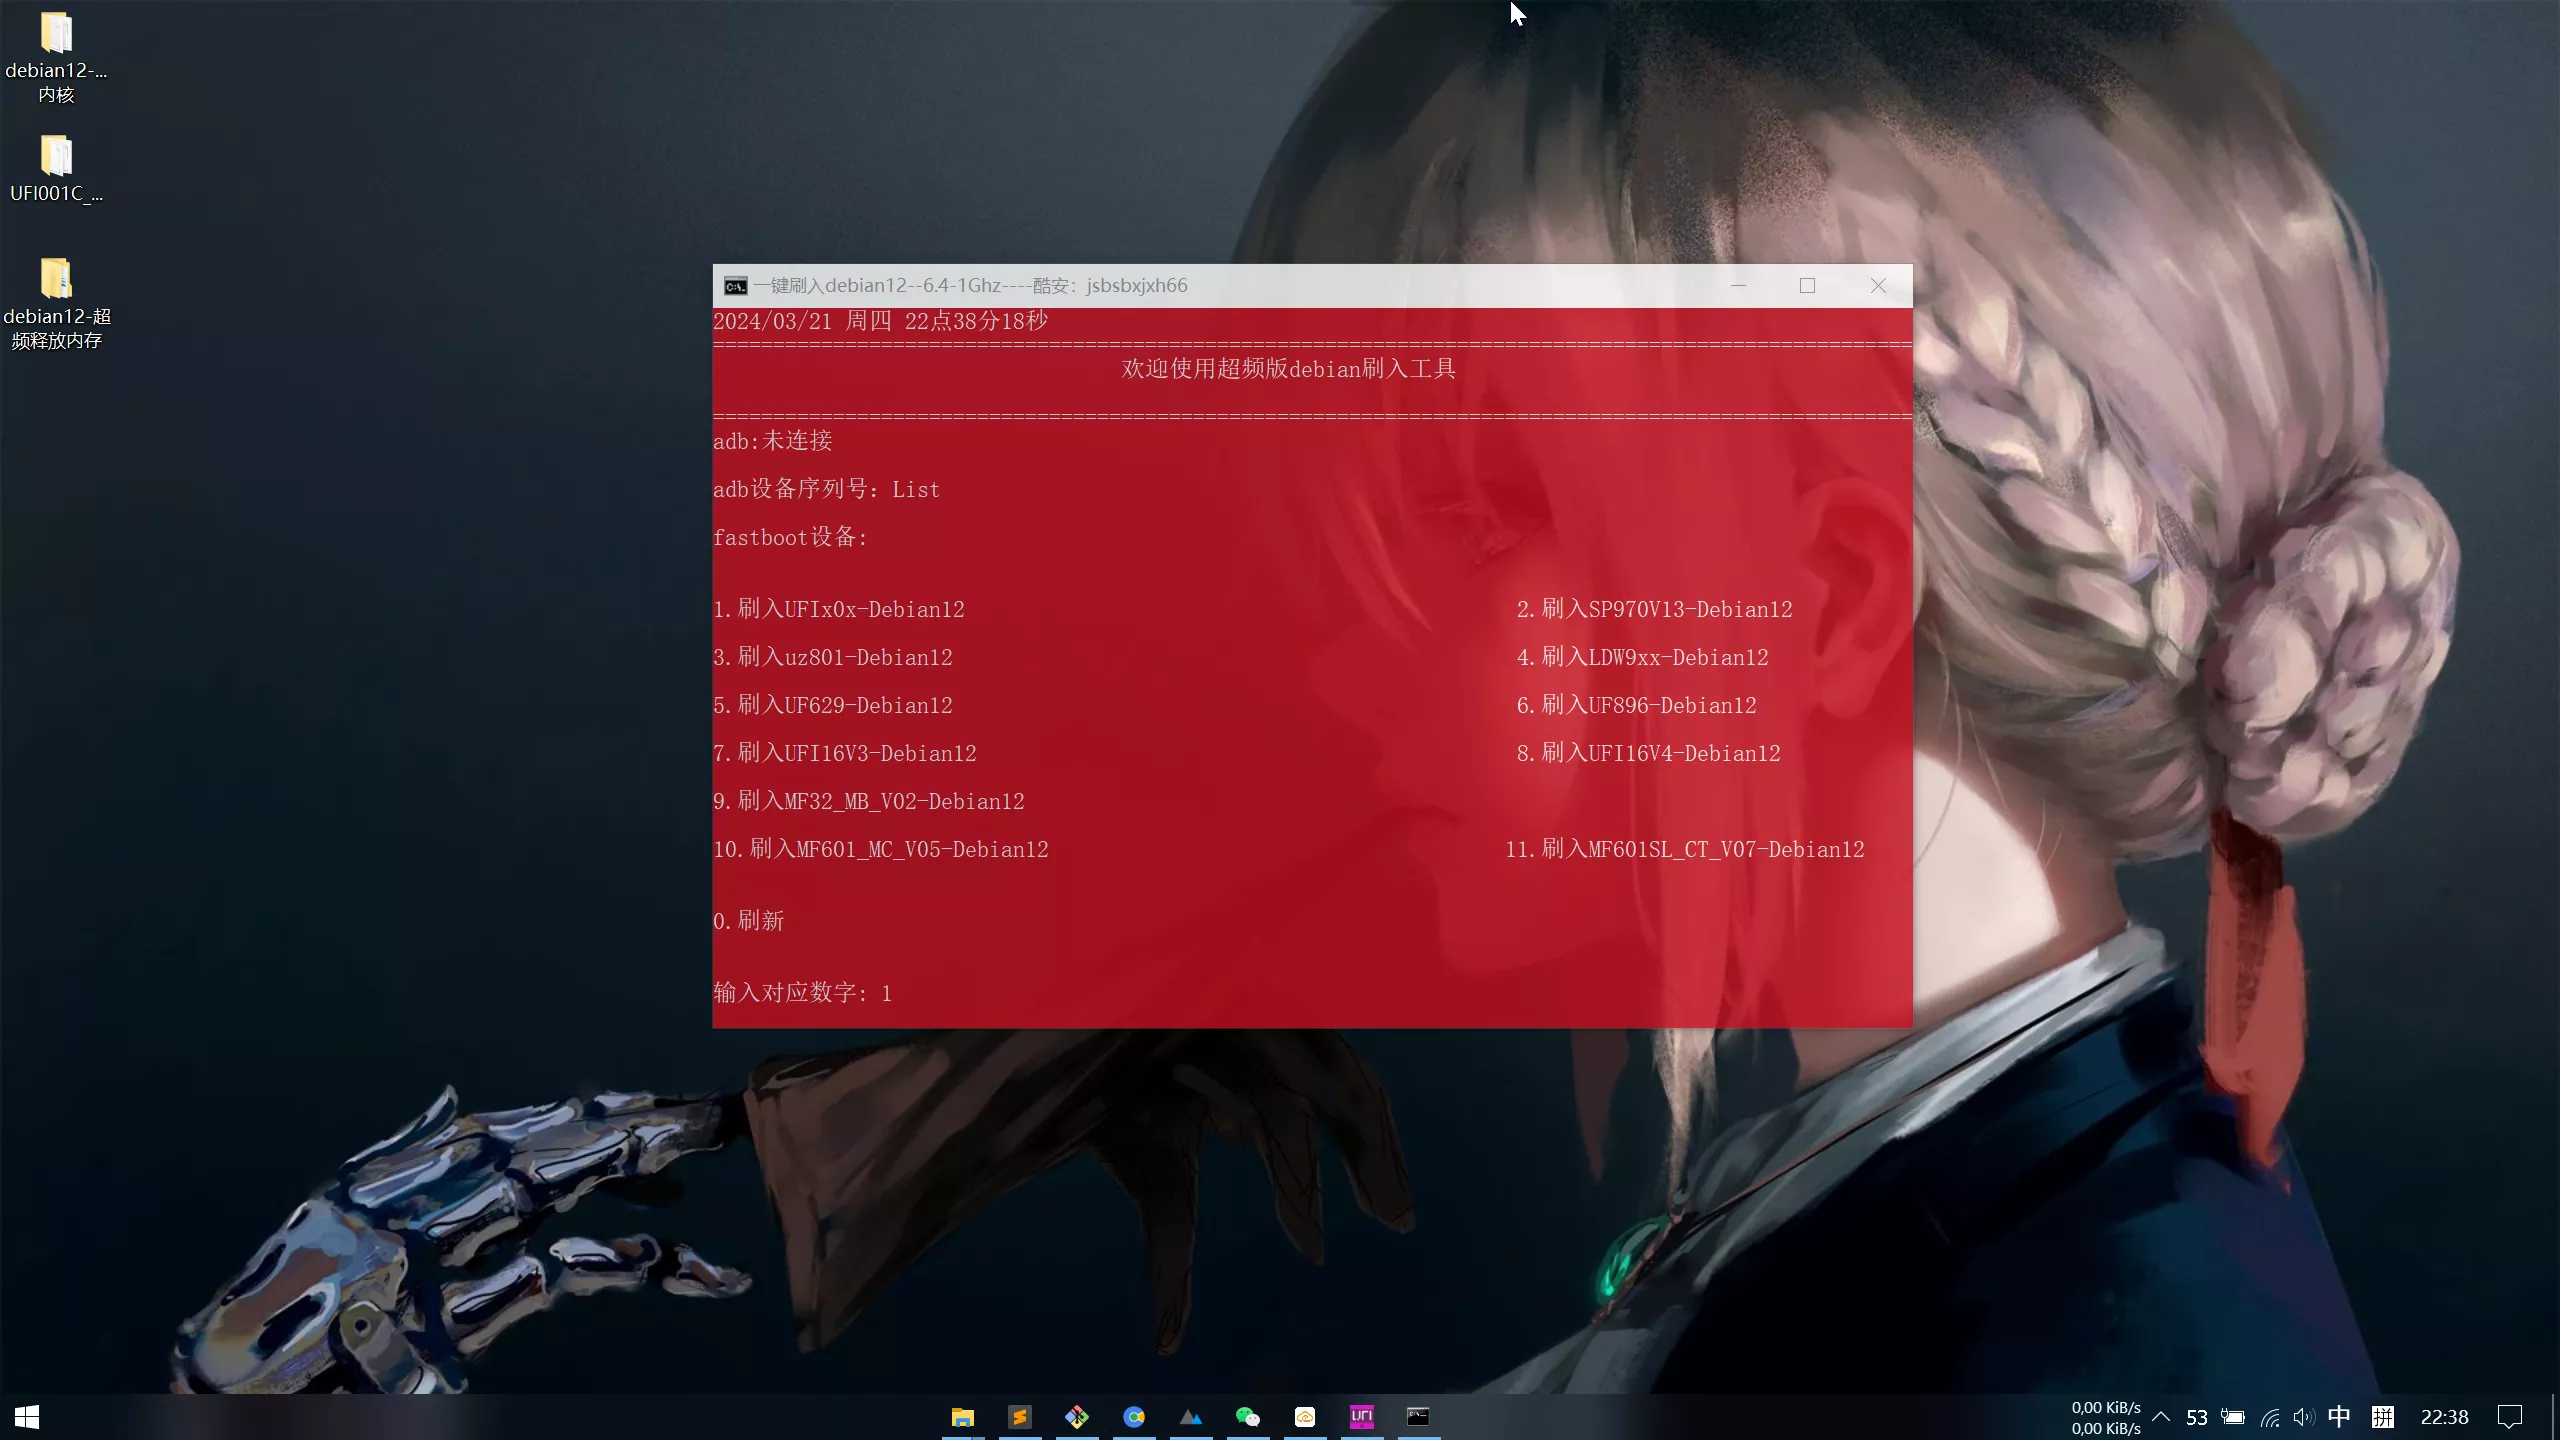 debian12-...
内核
UFI001C_...
debian12-超
频释放内存
一键刷入debian12--6.4-1Ghz----酷安：jsbsbxjxh66
2024/03/21 周四 22点38分18秒
====================================================================================================
欢迎使用超频版debian刷入工具
====================================================================================================
adb:未连接
adb设备序列号：List
fastboot设备:
1.刷入UFIx0x-Debian12 2.刷入SP970V13-Debian12
3.刷入uz801-Debian12 4.刷入LDW9xx-Debian12
5.刷入UF629-Debian12 6.刷入UF896-Debian12
7.刷入UFI16V3-Debian12 8.刷入UFI16V4-Debian12
9.刷入MF32_MB_V02-Debian12
10.刷入MF601_MC_V05-Debian12 11.刷入MF601SL_CT_V07-Debian12
0.刷新
输入对应数字: 1
UFI
0,00 KiB/s
0,00 KiB/s
53 中 拼 22:38